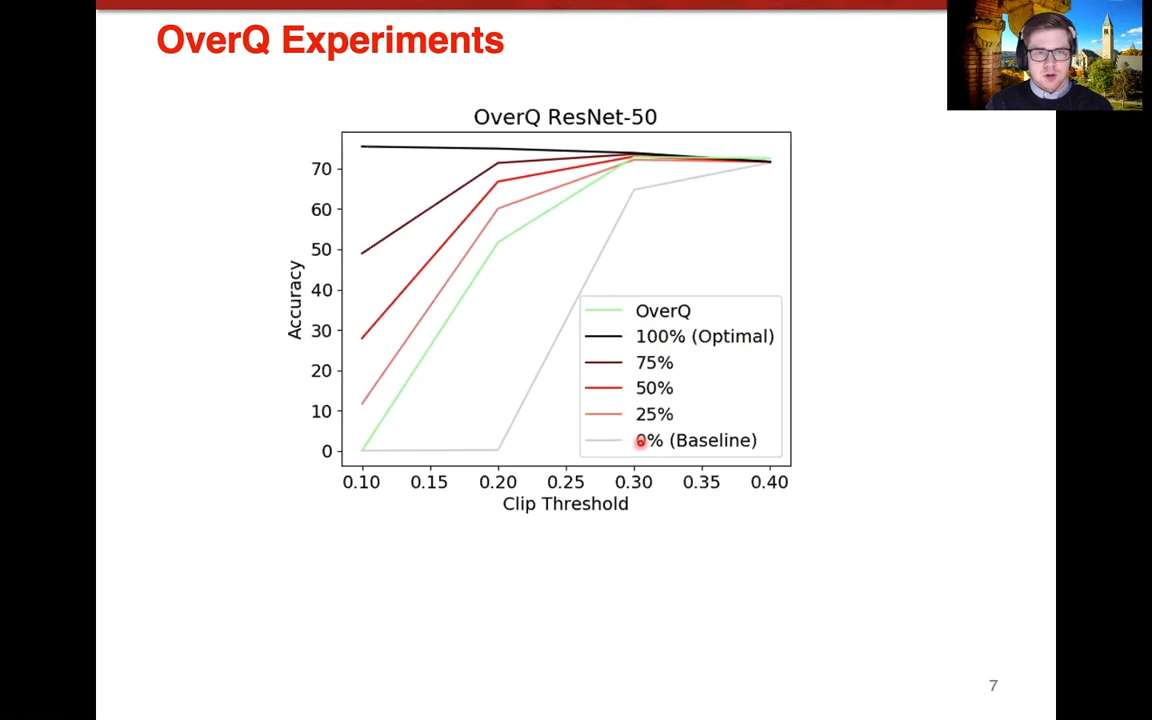 OverQ Experiments
OverQ ResNet-50
Accuracy
70
60
50
40
30
20
10
0
OverQ
100% (Optimal)
75%
50%
25%
0% (Baseline)
0.10 0.15 0.20 0.25 0.30 0.35 0.40
Clip Threshold
7